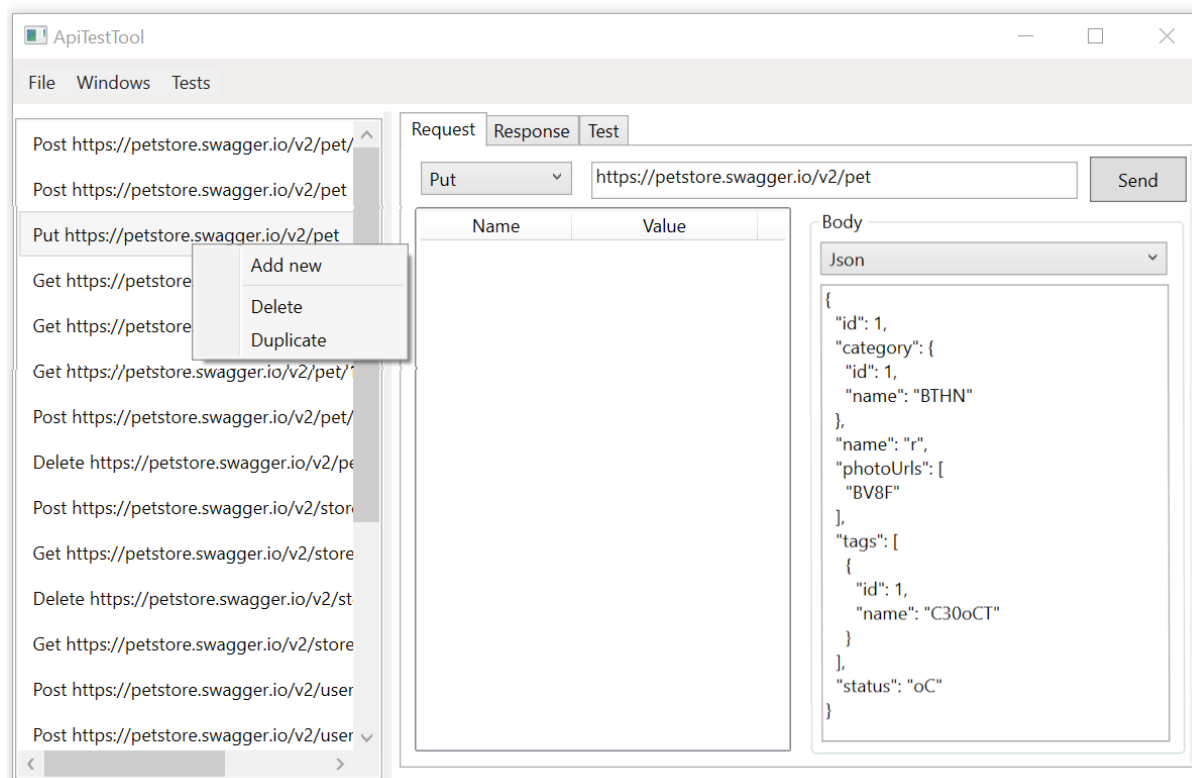 ApiTestTool
File Windows Tests
Post https://petstore.swagger.io/v2/pet/
Post https://petstore.swagger.io/v2/pet
Put https://petstore.swagger.io/v2/pet
Get https://petstore
Get https://petstore
Get https://petstore.swagger.io/v2/pet/
Post https://petstore.swagger.io/v2/pet/
Delete https://petstore.swagger.io/v2/pe
Post https://petstore.swagger.io/v2/stor
Get https://petstore.swagger.io/v2/store
Delete https://petstore.swagger.io/v2/st
Get https://petstore.swagger.io/v2/store
Post https://petstore.swagger.io/v2/user
Post https://petstore.swagger.io/v2/user
Add new
Delete
Duplicate
Request Response Test
Put https://petstore.swagger.io/v2/pet Send
Name Value
Body
Json
{
"id": 1,
"category": {
"id": 1,
"name": "BTHN"
},
"name": "r",
"photoUrls": [
"BV8F"
],
"tags": [
{
"id": 1,
"name": "C30oCT"
}
],
"status": "oC"
}